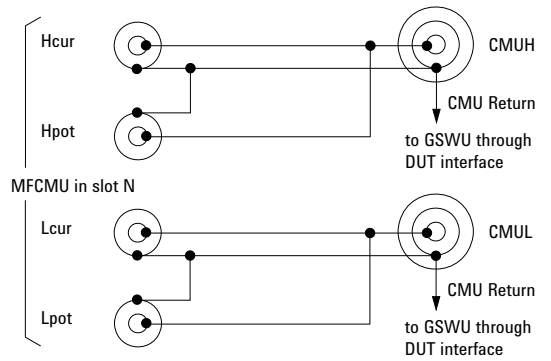 Hcur
CMUH
CMU Return
Hpot
to GSWU through
DUT interface
MFCMU in slot N
Lcur
CMUL
CMU Return
Lpot
to GSWU through
DUT interface